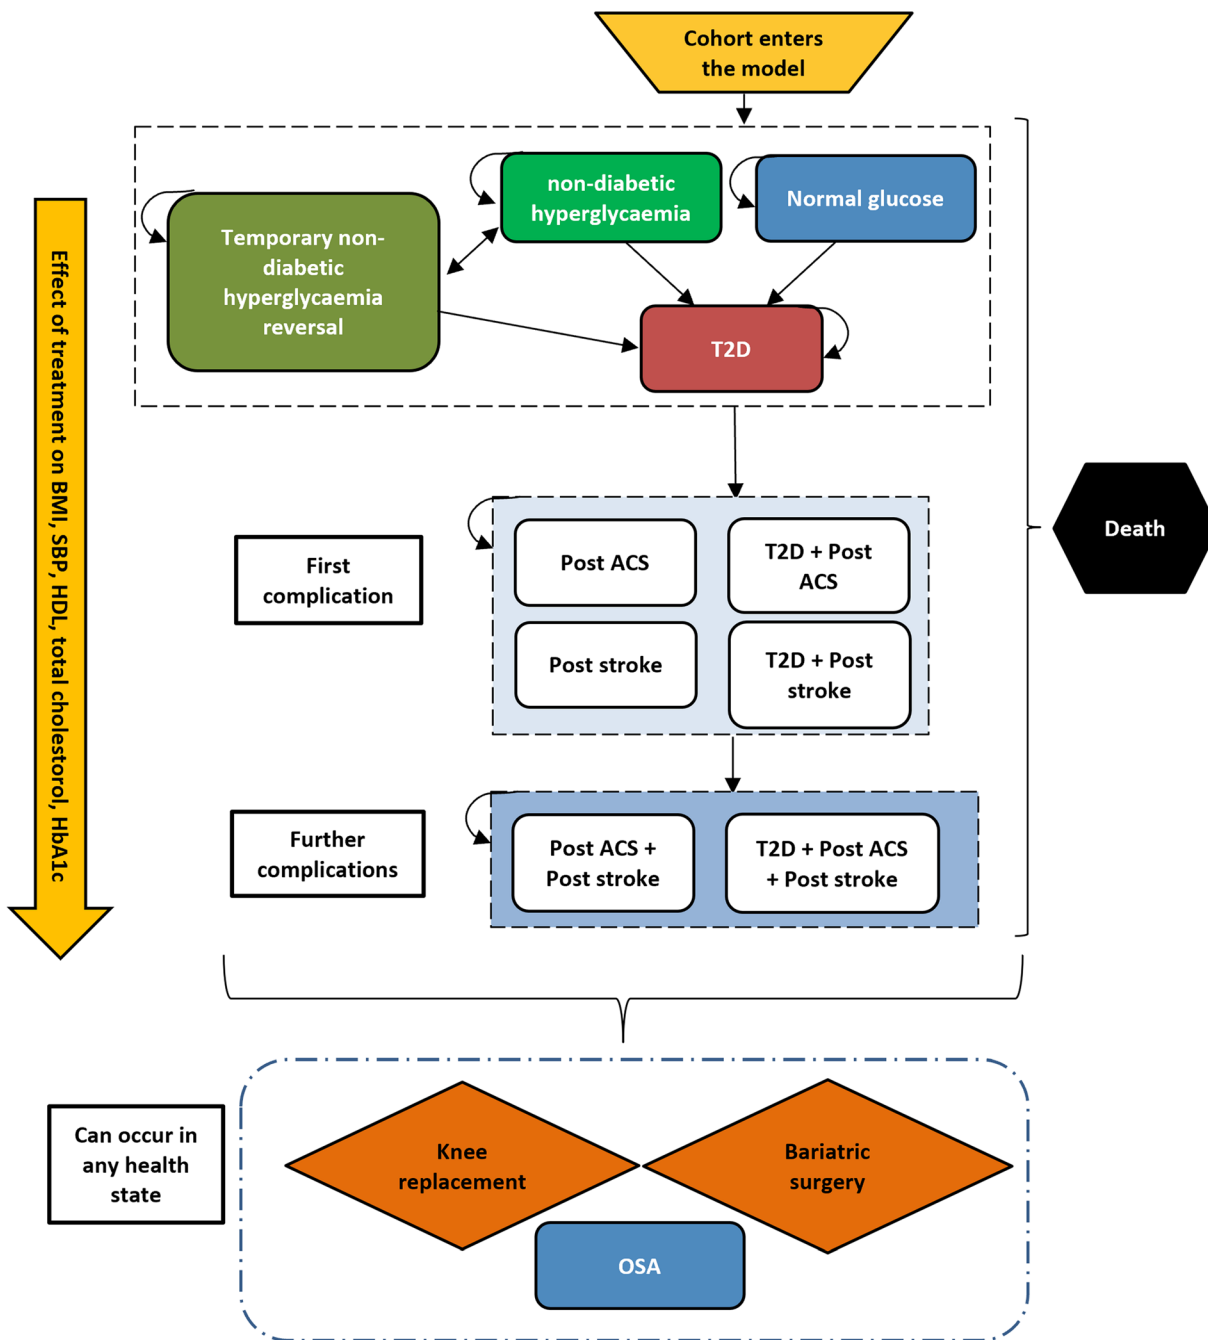 Cohort enters
the model
non-diabetic
hyperglycaemia
Normal glucose
Temporary non-
diabetic
hyperglycaemia
reversal
T2D
Effect of treatment on BMI, SBP, HDL, total cholestorol, HbA1c
Death
First
complication
Post ACS
T2D + Post
ACS
Post stroke
T2D + Post
stroke
Further
complications
Post ACS +
Post stroke
T2D + Post ACS
+ Post stroke
Can occur in
any health
state
Knee
replacement
Bariatric
surgery
OSA